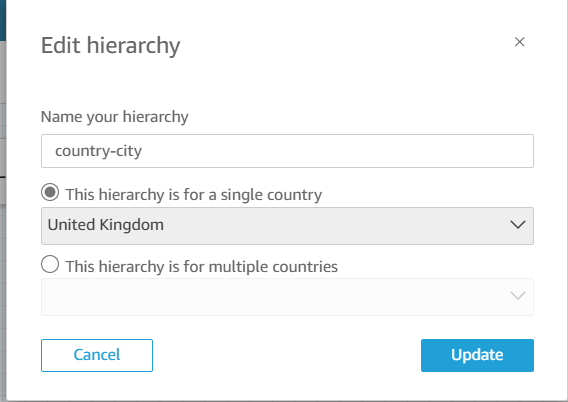 Edit hierarchy
Name your hierarchy
country-city
This hierarchy is for a single country
United Kingdom
This hierarchy is for multiple countries
Cancel
Update